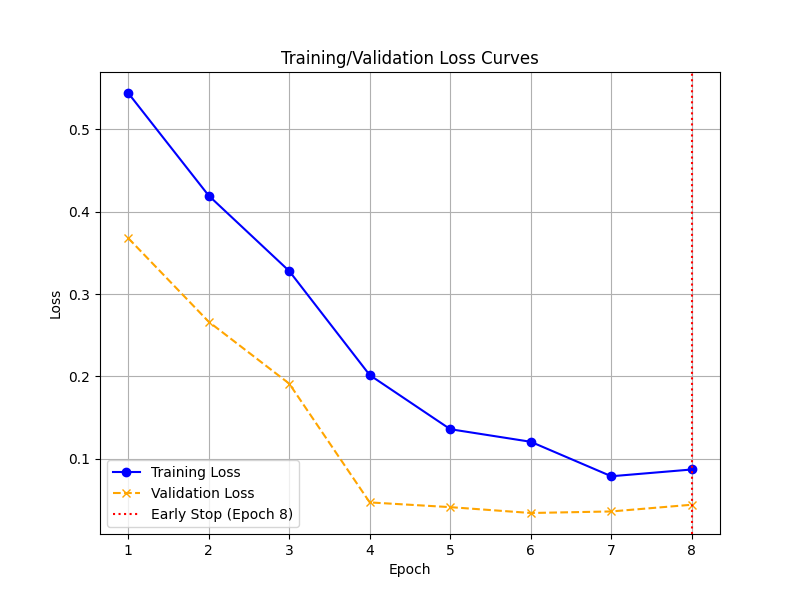 Training/Validation Loss Curves
Loss
0.5
0.4
0.3
0.2
0.1
Training Loss
Validation Loss
Early Stop (Epoch 8)
1 2 3 4 5 6 7 8
Epoch